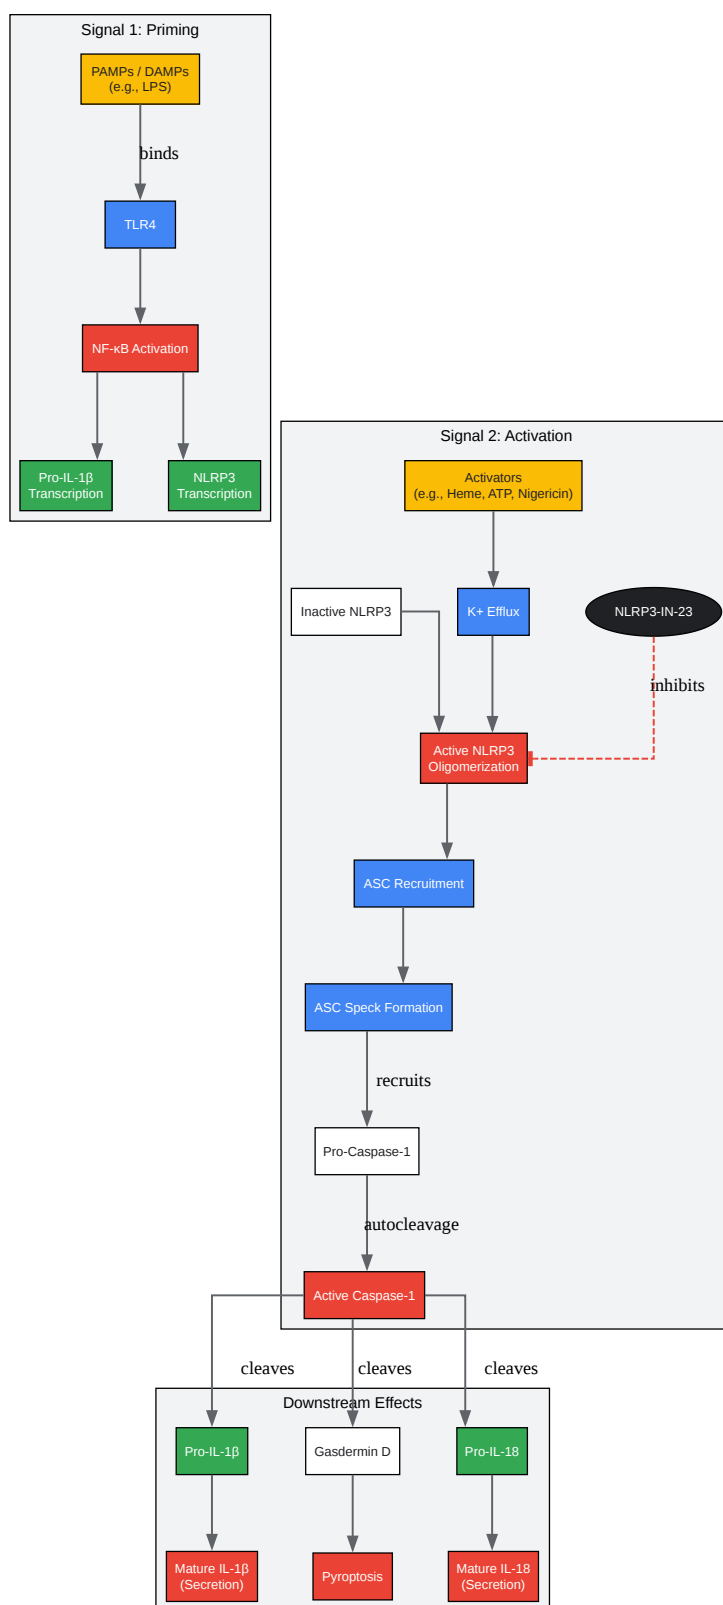 Signal 1: Priming
PAMPs / DAMPs
(e.g., LPS)
binds
TLR4
NF-κB Activation
Pro-IL-1β
Transcription
NLRP3
Transcription
Signal 2: Activation
Activators
(e.g., Heme, ATP, Nigericin)
Inactive NLRP3
K+ Efflux
NLRP3-IN-23
inhibits
Active NLRP3
Oligomerization
ASC Recruitment
ASC Speck Formation
recruits
Pro-Caspase-1
autocleavage
Active Caspase-1
cleaves
cleaves
cleaves
Downstream Effects
Pro-IL-1β
Gasdermin D
Pro-IL-18
Mature IL-1β
(Secretion)
Pyroptosis
Mature IL-18
(Secretion)